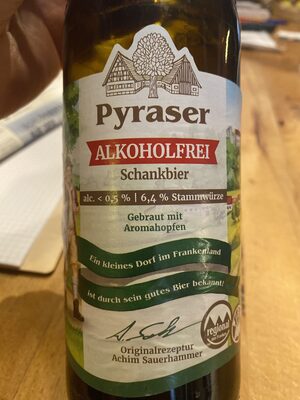 Pyraser
ALKOHOLFREI
Schankbier
alc. < 0,5 % | 6,4 % Stammwürze
Gebraut mit
Aromahopfen
Ein kleines Dorf im Frankenland
ist durch sein gutes Bier bekannt!
regional
Originalrezeptur
Achim Sauerhammer